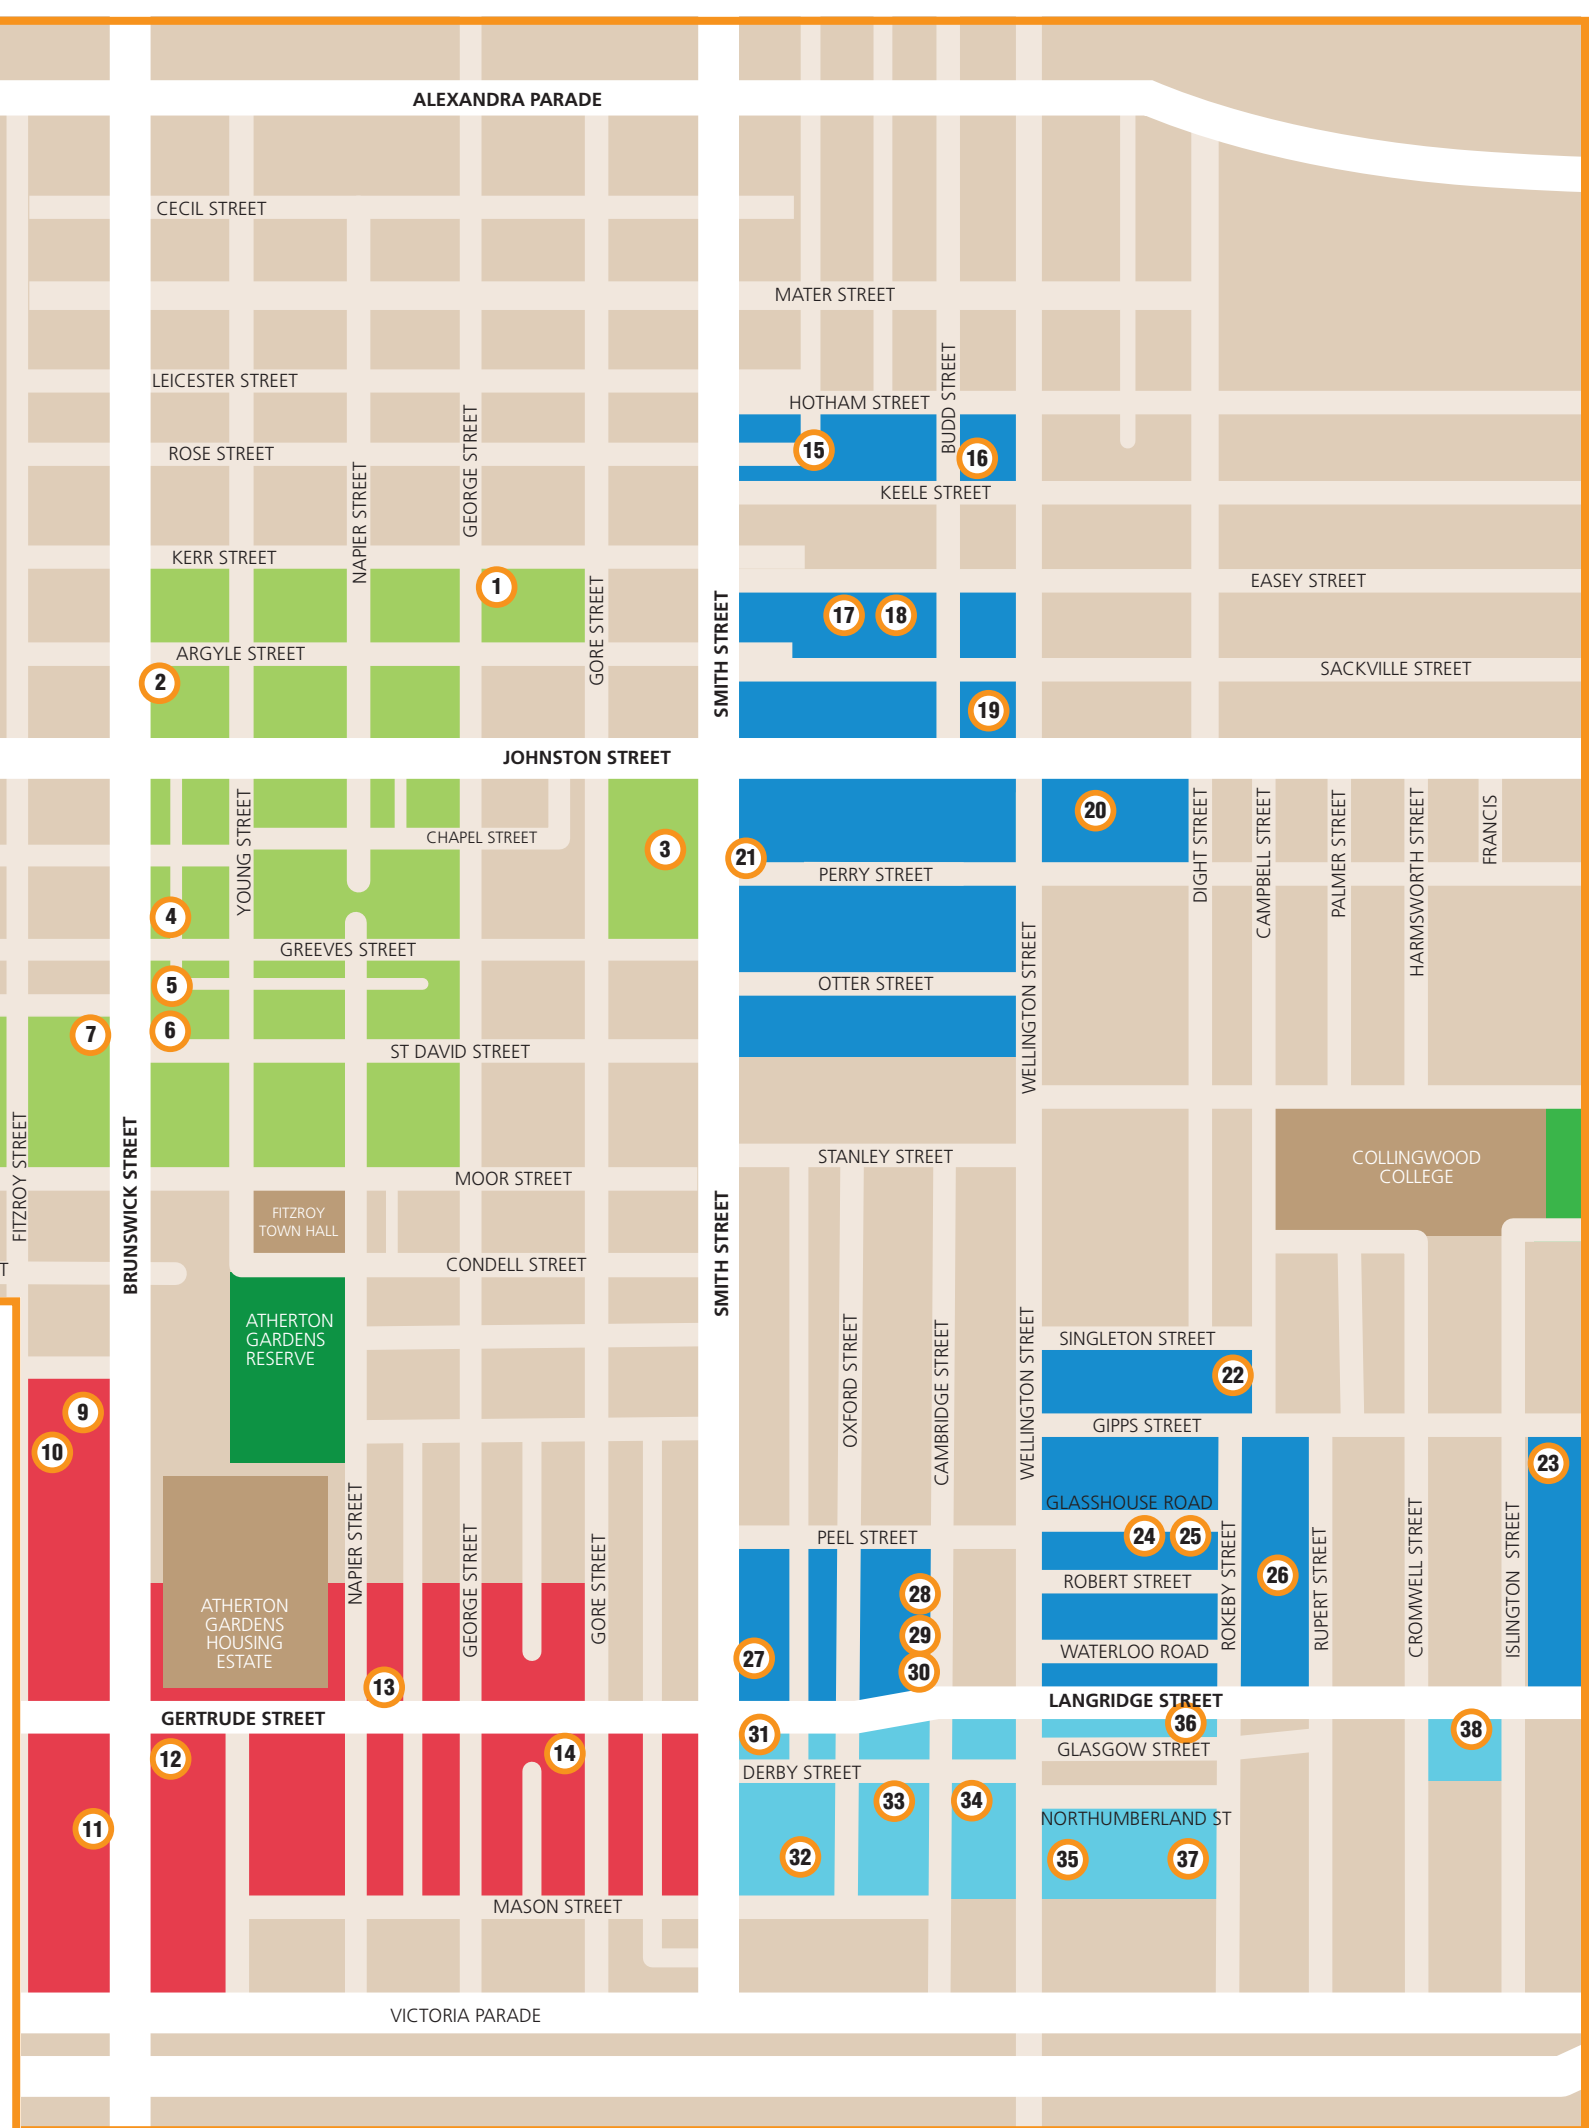 ALEXANDRA PARADE
CECIL STREET
MATER STREET
LEICESTER STREET
HOTHAM STREET
BUDD STREET
GEORGE STREET
ROSE STREET
15
16
NAPIER STREET
KEELE STREET
KERR STREET
1
EASEY STREET
GORE STREET
SMITH STREET
17
18
ARGYLE STREET
SACKVILLE STREET
2
19
JOHNSTON STREET
YOUNG STREET
CHAPEL STREET
3
21
20
PERRY STREET
DIGHT STREET
CAMPBELL STREET
PALMER STREET
HARMSWORTH STREET
FRANCIS
4
GREEVES STREET
WELLINGTON STREET
5
OTTER STREET
7
6
ST DAVID STREET
FITZROY STREET
BRUNSWICK STREET
STANLEY STREET
COLLINGWOOD
COLLEGE
MOOR STREET
FITZROY
TOWN HALL
SMITH STREET
T
CONDELL STREET
ATHERTON
GARDENS
RESERVE
OXFORD STREET
CAMBRIDGE STREET
WELLINGTON STREET
SINGLETON STREET
22
9
10
GIPPS STREET
23
NAPIER STREET
GEORGE STREET
GORE STREET
GLASSHOUSE ROAD
PEEL STREET
24
25
ROKEBY STREET
RUPERT STREET
CROMWELL STREET
ISLINGTON STREET
26
ROBERT STREET
28
ATHERTON
GARDENS
HOUSING
ESTATE
29
27
30
WATERLOO ROAD
13
LANGRIDGE STREET
GERTRUDE STREET
31
36
38
12
14
GLASGOW STREET
DERBY STREET
33
34
11
NORTHUMBERLAND ST
32
35
37
MASON STREET
VICTORIA PARADE